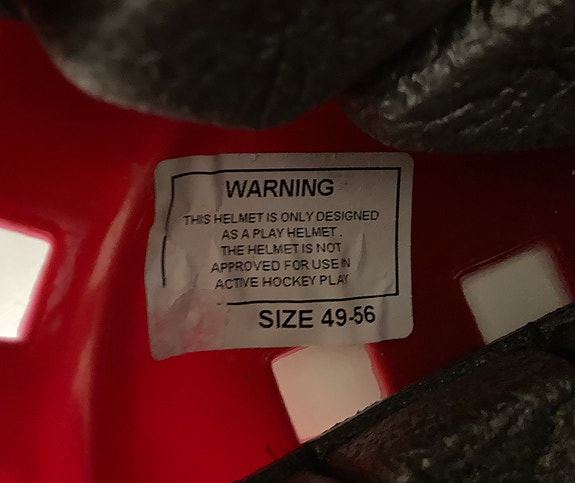 WARNING
THIS HELMET IS ONLY DESIGNED
AS A PLAY HELMET.
THE HELMET IS NOT
APPROVED FOR USE IN
ACTIVE HOCKEY PLAY
SIZE 49-56